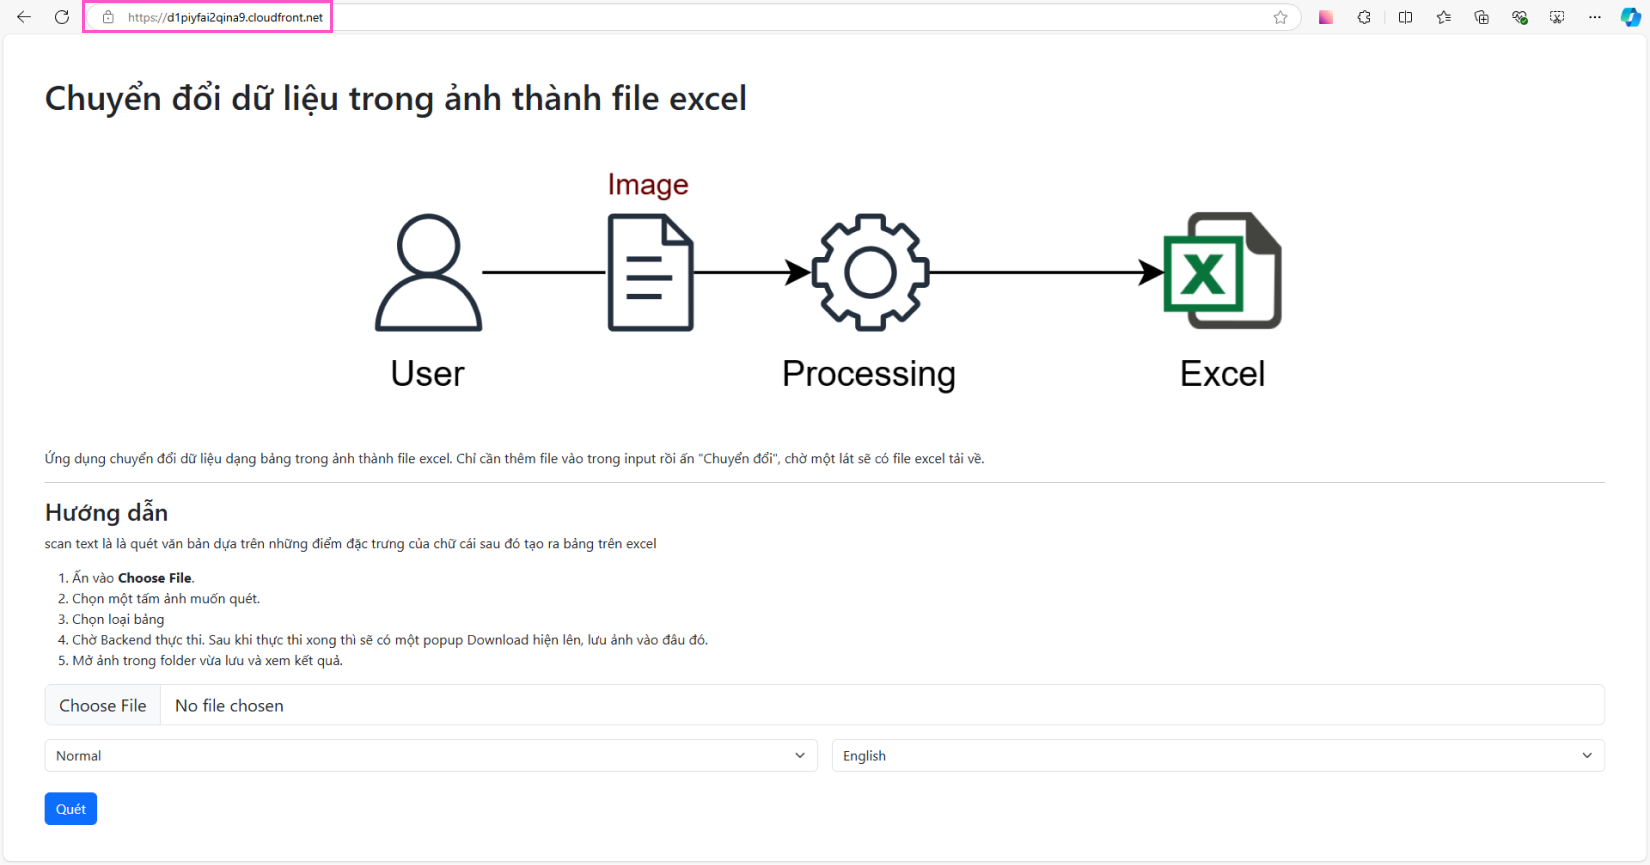 https://d1piyfai2qina9.cloudfront.net
Chuyển đổi dữ liệu trong ảnh thành file excel
Image
User
Processing
Excel
Ứng dụng chuyển đổi dữ liệu dạng bảng trong ảnh thành file excel. Chỉ cần thêm file vào trong input rồi ấn "Chuyển đổi", chờ một lát sẽ có file excel tải về.
Hướng dẫn
scan text là là quét văn bản dựa trên những điểm đặc trưng của chữ cái sau đó tạo ra bảng trên excel
1. Ấn vào Choose File.
2. Chọn một tấm ảnh muốn quét.
3. Chọn loại bảng
4. Chờ Backend thực thi. Sau khi thực thi xong thì sẽ có một popup Download hiện lên, lưu ảnh vào đâu đó.
5. Mở ảnh trong folder vừa lưu và xem kết quả.
Choose File No file chosen
Normal English
Quét